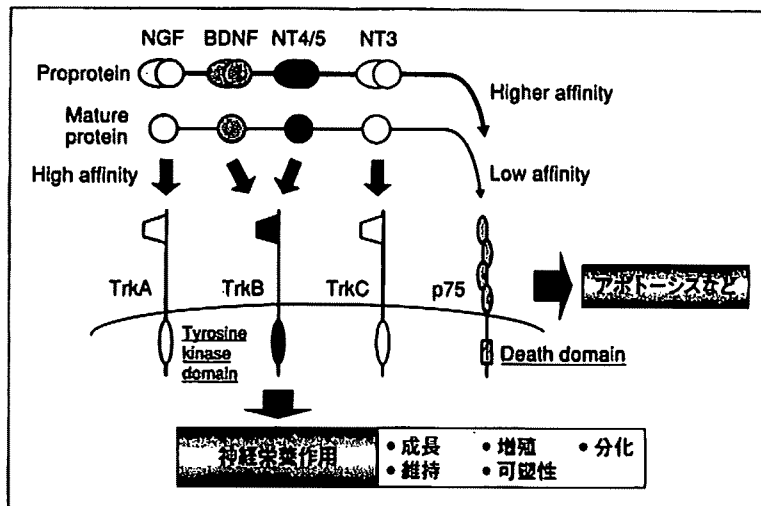 NGF BDNF NT4/5 NT3
Proprotein
Higher affinity
Mature
protein
High affinity
Low affinity
TrkA TrkB TrkC p75
アポトーシスなど
Tyrosine
kinase
domain
Death domain
神経栄養作用
• 成長 • 増殖 • 分化
• 維持 • 可塑性